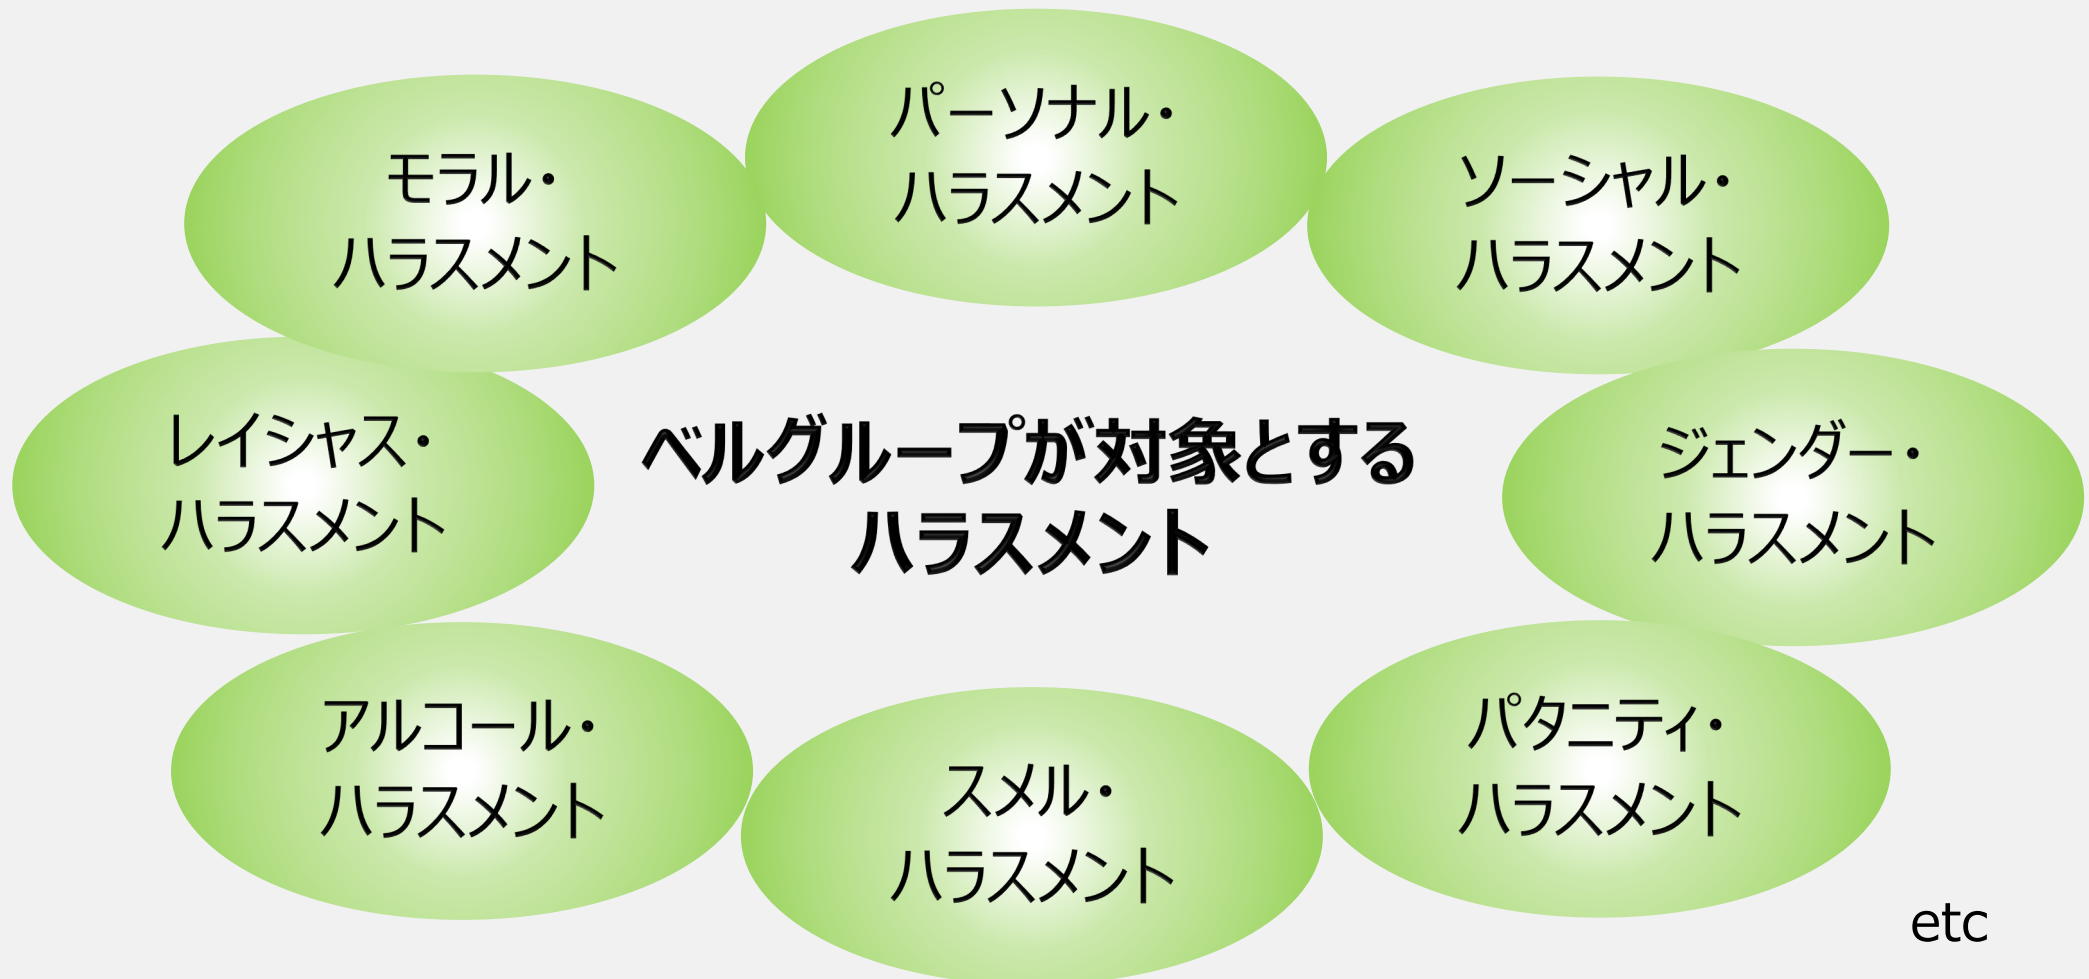 パーソナル・
ハラスメント
モラル・
ハラスメント
ソーシャル・
ハラスメント
レイシャス・
ハラスメント
ベルグループが対象とする
ハラスメント
ジェンダー・
ハラスメント
アルコール・
ハラスメント
スメル・
ハラスメント
パタニティ・
ハラスメント
etc